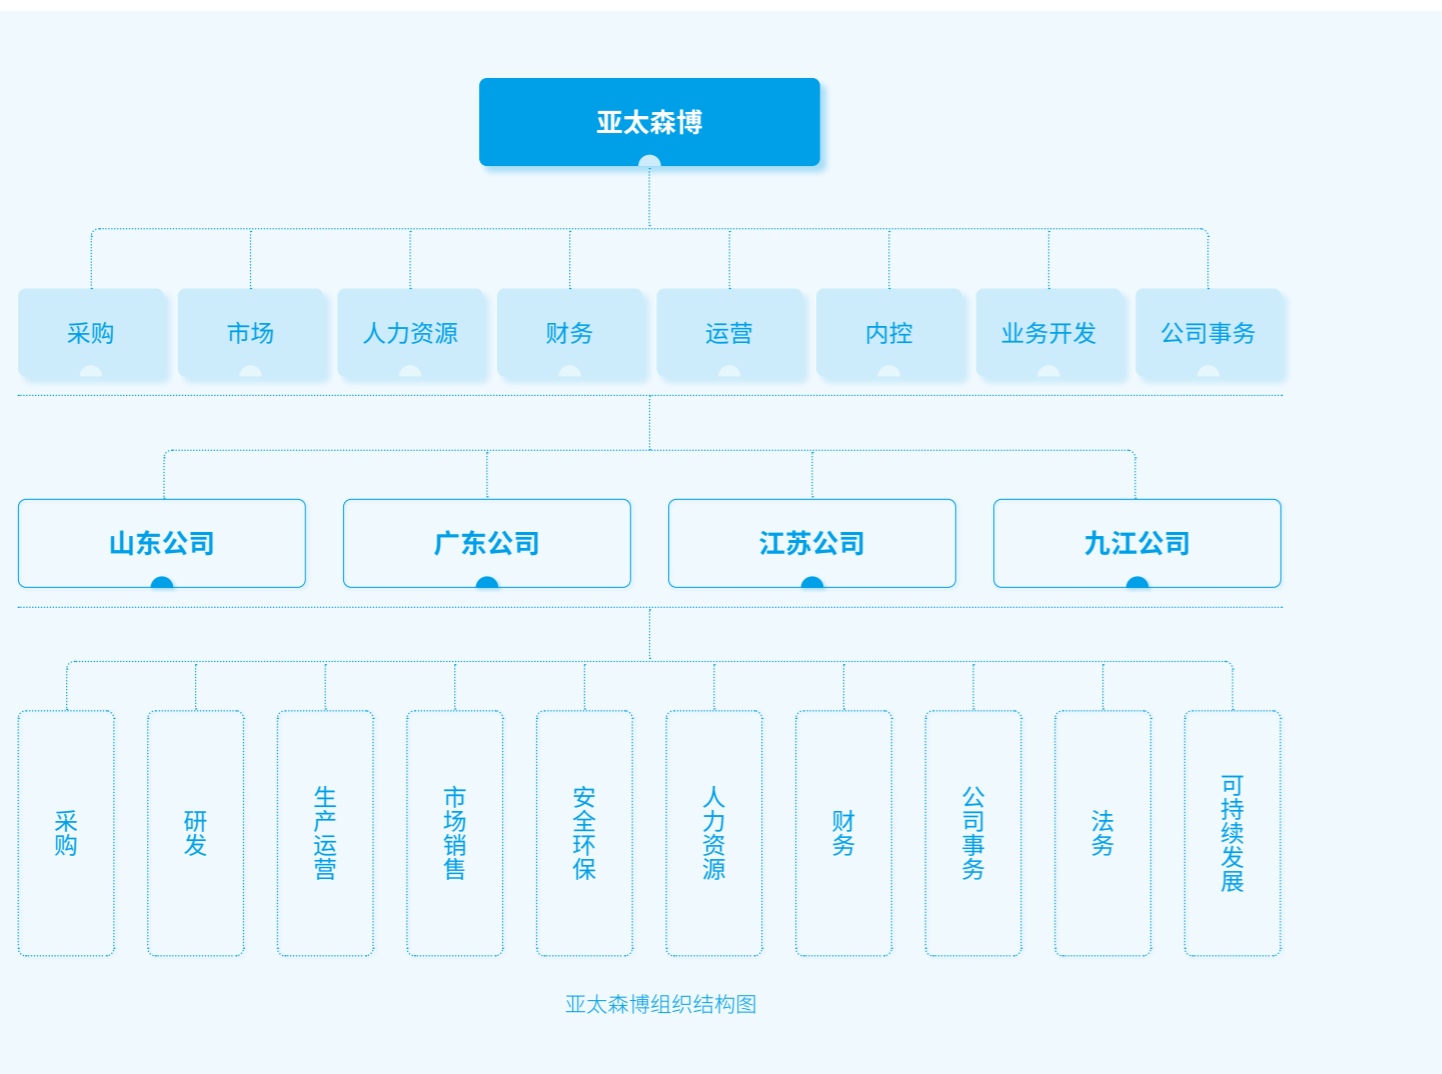 亚太森博
采购
市场
人力资源
财务
运营
内控
业务开发
公司事务
山东公司
广东公司
江苏公司
九江公司
采购
研发
生产运营
市场销售
安全环保
人力资源
财务
公司事务
法务
可持续发展
亚太森博组织结构图